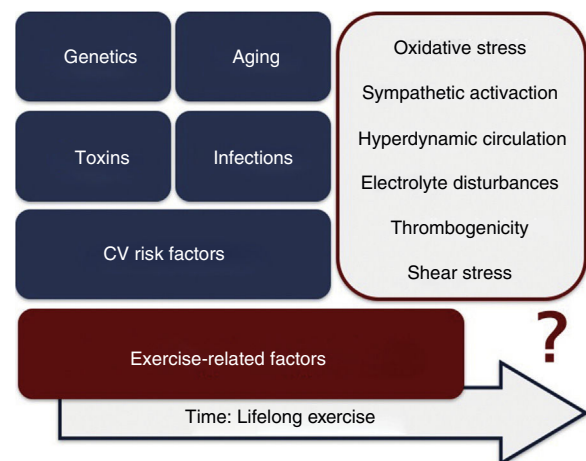 Genetics
Aging
Toxins
Infections
CV risk factors
Oxidative stress
Sympathetic activaction
Hyperdynamic circulation
Electrolyte disturbances
Thrombogenicity
Shear stress
Exercise-related factors
?
Time: Lifelong exercise